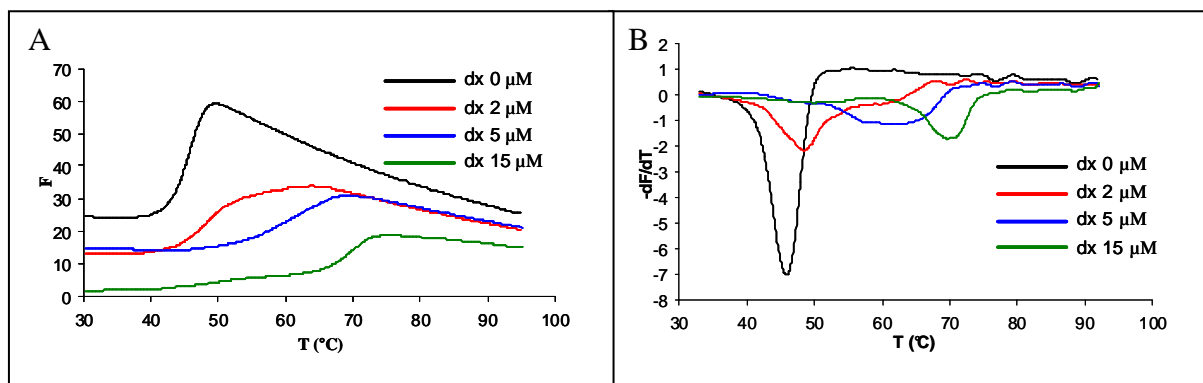 A
70
60
50
40
30
20
10
0
F
30 40 50 60 70 80 90 100
T (°C)
dx 0 µM
dx 2 µM
dx 5 µM
dx 15 µM
B
2
1
0
-1
-2
-3
-4
-5
-6
-7
-8
-dF/dT
30 40 50 60 70 80 90 100
T (°C)
dx 0 µM
dx 2 µM
dx 5 µM
dx 15 µM